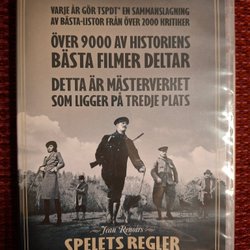 VARJE ÅR GÖR TSPDT* EN SAMMANSLAGNING
AV BÄSTA-LISTOR FRÅN ÖVER 2000 KRITIKER
ÖVER 9000 AV HISTORIENS
BÄSTA FILMER DELTAR
DETTA ÄR MÄSTERVERKET
SOM LIGGER PÅ TREDJE PLATS
Jean Renoirs
SPELETS REGLER